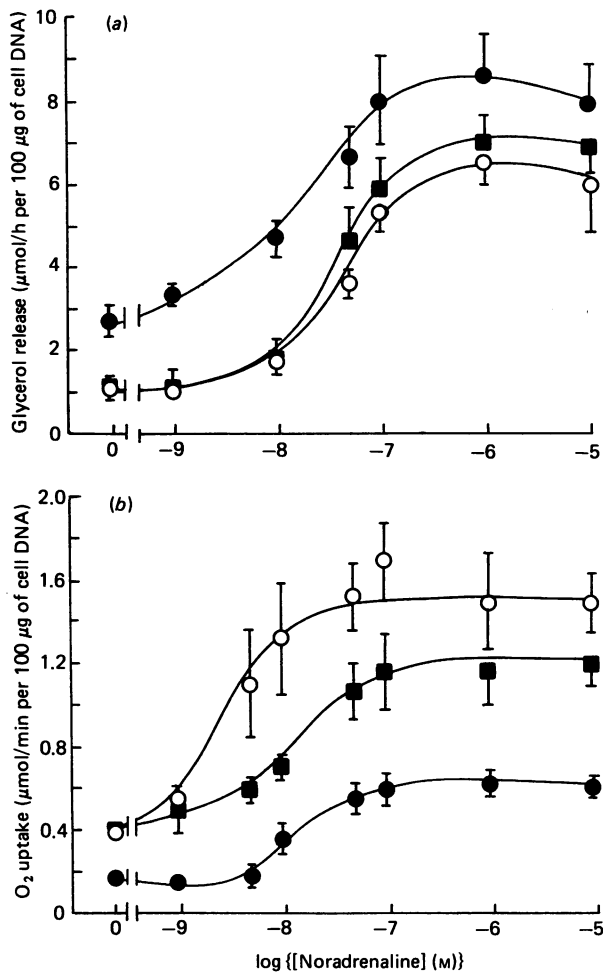 (a)
Glycerol release (μmol/h per 100 μg of cell DNA)
10
8
6
4
2
0
0 −9 −8 −7 −6 −5
(b)
O2 uptake (μmol/min per 100 μg of cell DNA)
2.0
1.6
1.2
0.8
0.4
0
0 −9 −8 −7 −6 −5
log {[Noradrenaline] (M)}